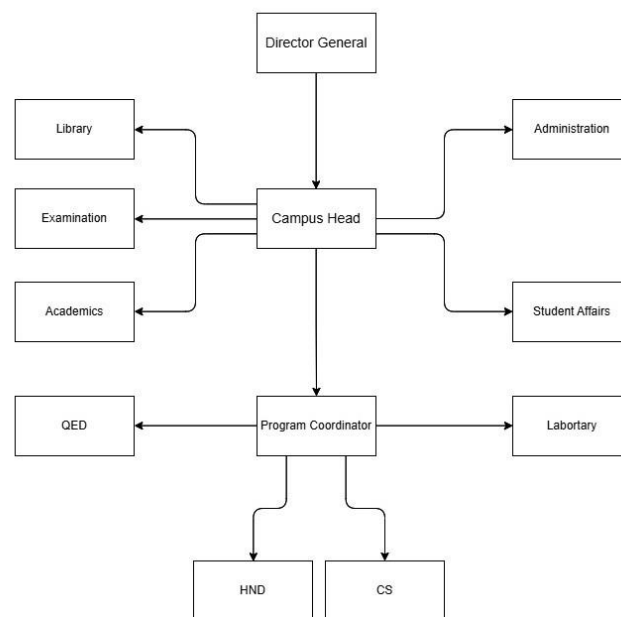 Director General
Library
Administration
Examination
Campus Head
Academics
Student Affairs
QED
Program Coordinator
Labortary
HND
CS